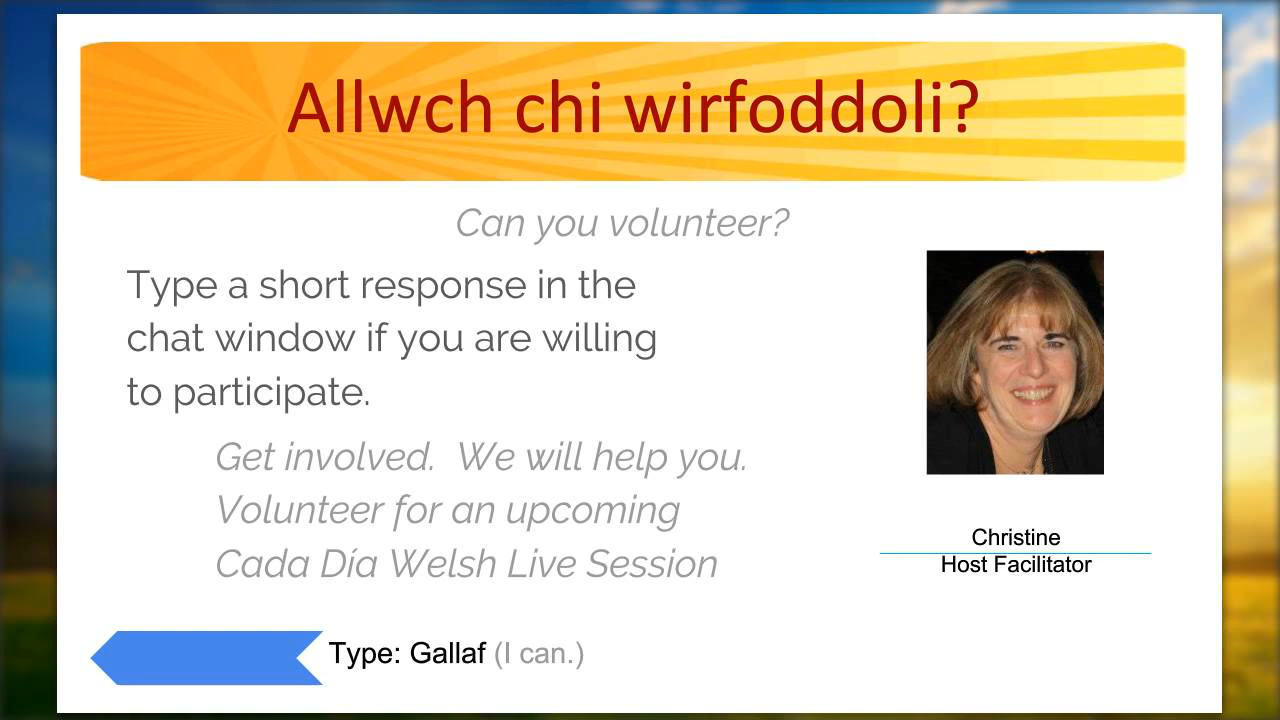 Allwch chi wirfoddoli?
Can you volunteer?
Type a short response in the
chat window if you are willing
to participate.
Get involved.  We will help you.
Volunteer for an upcoming
Cada Día Welsh Live Session
Christine
Host Facilitator
Type: Gallaf (I can.)